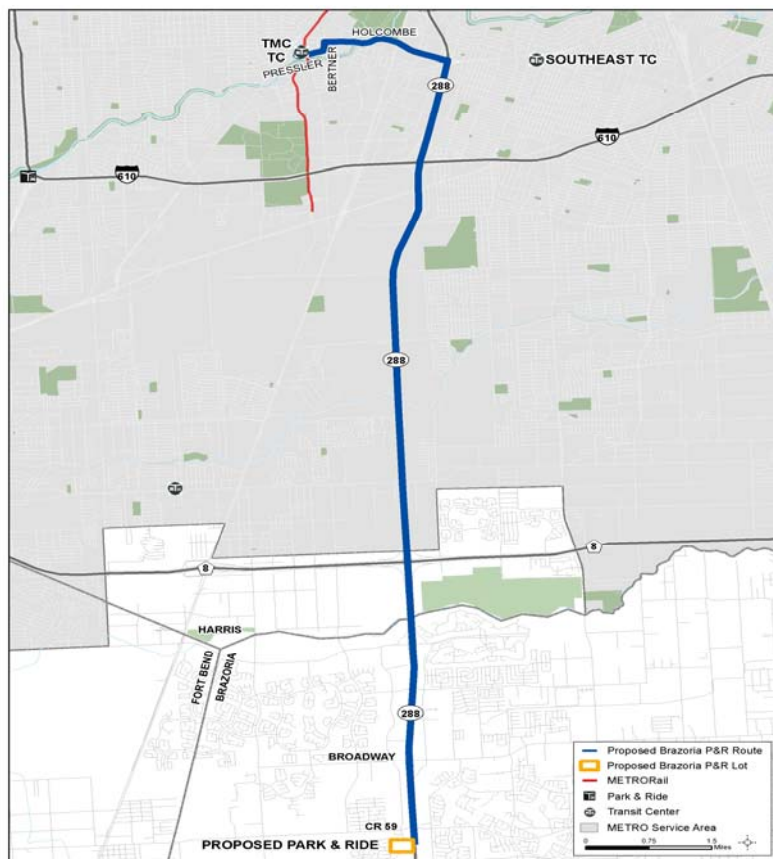 HOLCOMBE
TMC
TC
PRESSLER
BERTNER
SOUTHEAST TC
288
610
610
288
8
8
HARRIS
FORT BEND
BRAZORIA
288
BROADWAY
CR 59
PROPOSED PARK & RIDE
Proposed Brazoria P&R Route
Proposed Brazoria P&R Lot
METRORail
Park & Ride
Transit Center
METRO Service Area
0 0.75 1.5
Miles